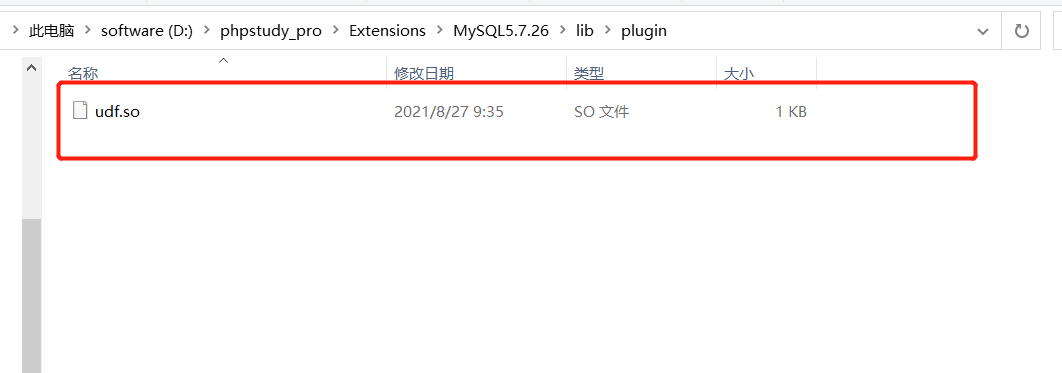 此电脑 software (D:) phpstudy_pro Extensions MySQL5.7.26 lib plugin
名称 修改日期 类型 大小
udf.so 2021/8/27 9:35 SO 文件 1 KB